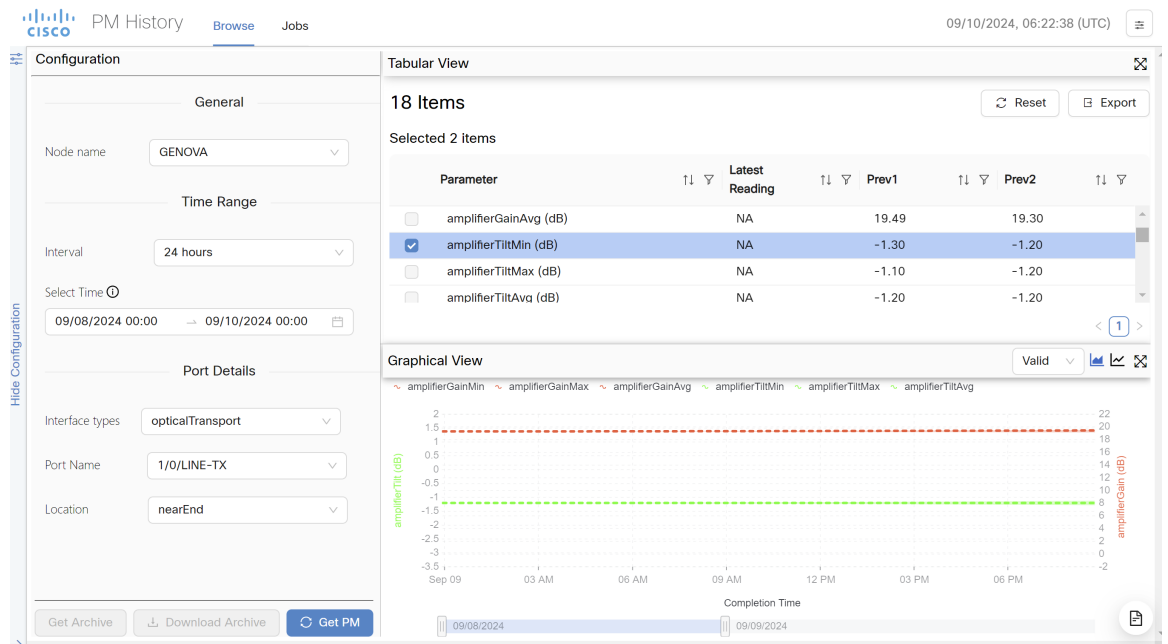 CISCO PM History Browse Jobs 09/10/2024, 06:22:38 (UTC)
Hide Configuration
Configuration
General
Node name GENOVA
Time Range
Interval 24 hours
Select Time
09/08/2024 00:00 → 09/10/2024 00:00
Port Details
Interface types opticalTransport
Port Name 1/0/LINE-TX
Location nearEnd
Get Archive Download Archive Get PM
Tabular View
18 Items Reset Export
Selected 2 items
Parameter Latest Reading Prev1 Prev2
amplifierGainAvg (dB) NA 19.49 19.30
amplifierTiltMin (dB) NA -1.30 -1.20
amplifierTiltMax (dB) NA -1.10 -1.20
amplifierTiltAvg (dB) NA -1.20 -1.20
< 1 >
Graphical View Valid
amplifierGainMin amplifierGainMax amplifierGainAvg amplifierTiltMin amplifierTiltMax amplifierTiltAvg
amplifierTilt (dB)
2
1.5
1
0.5
0
-0.5
-1
-1.5
-2
-2.5
-3
-3.5
22
20
18
16
14
12
10
8
6
4
2
0
-2
amplifierGain (dB)
Sep 09 03 AM 06 AM 09 AM 12 PM 03 PM 06 PM
Completion Time
09/08/2024 09/09/2024